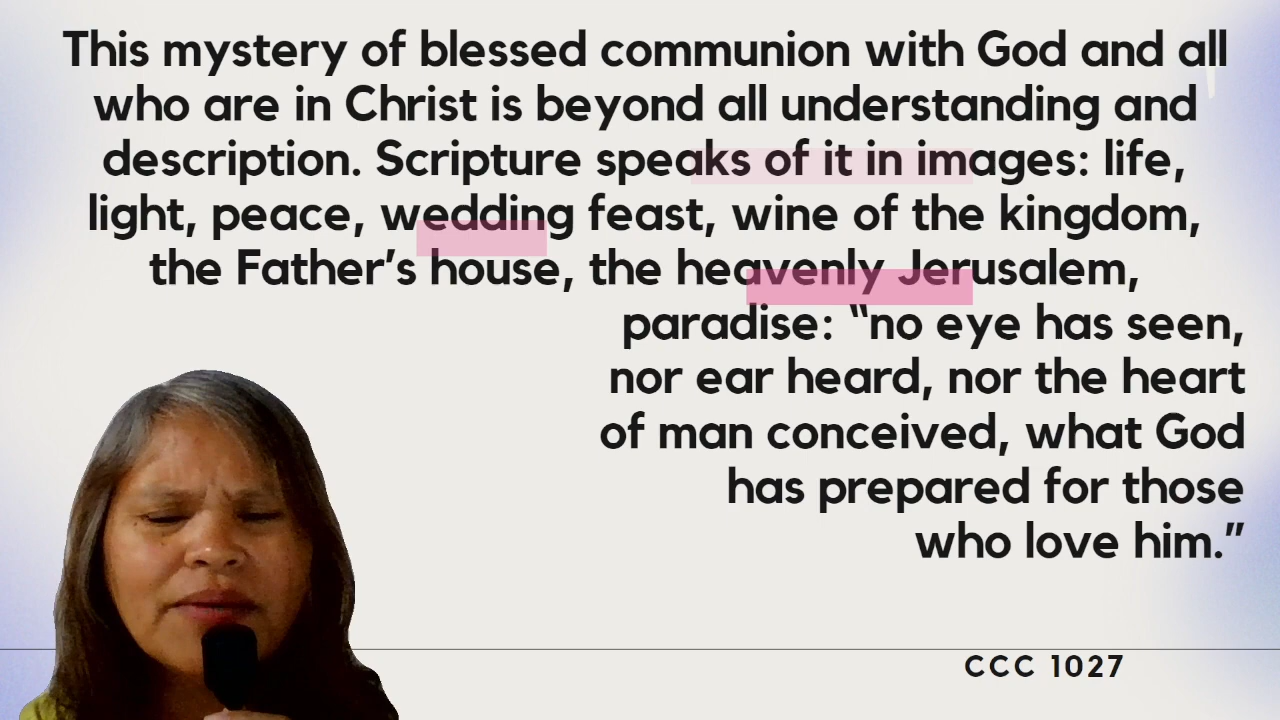 This mystery of blessed communion with God and all
who are in Christ is beyond all understanding and
description. Scripture speaks of it in images: life,
light, peace, wedding feast, wine of the kingdom,
the Father’s house, the heavenly Jerusalem,
paradise: “no eye has seen,
nor ear heard, nor the heart
of man conceived, what God
has prepared for those
who love him.”
CCC 1027